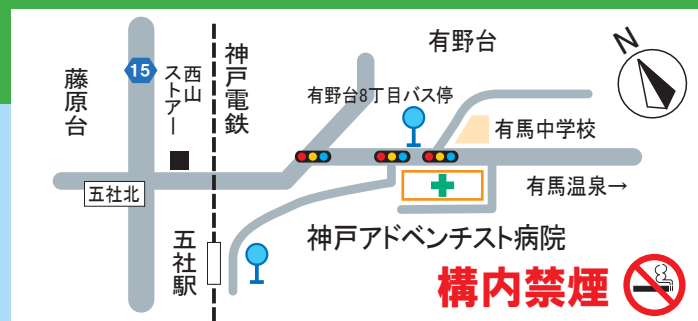 有野台
N
15
西山
ストアー
神戸電鉄
藤原台
有野台8丁目バス停
有馬中学校
五社北
有馬温泉→
五社駅
神戸アドベンチスト病院
構内禁煙